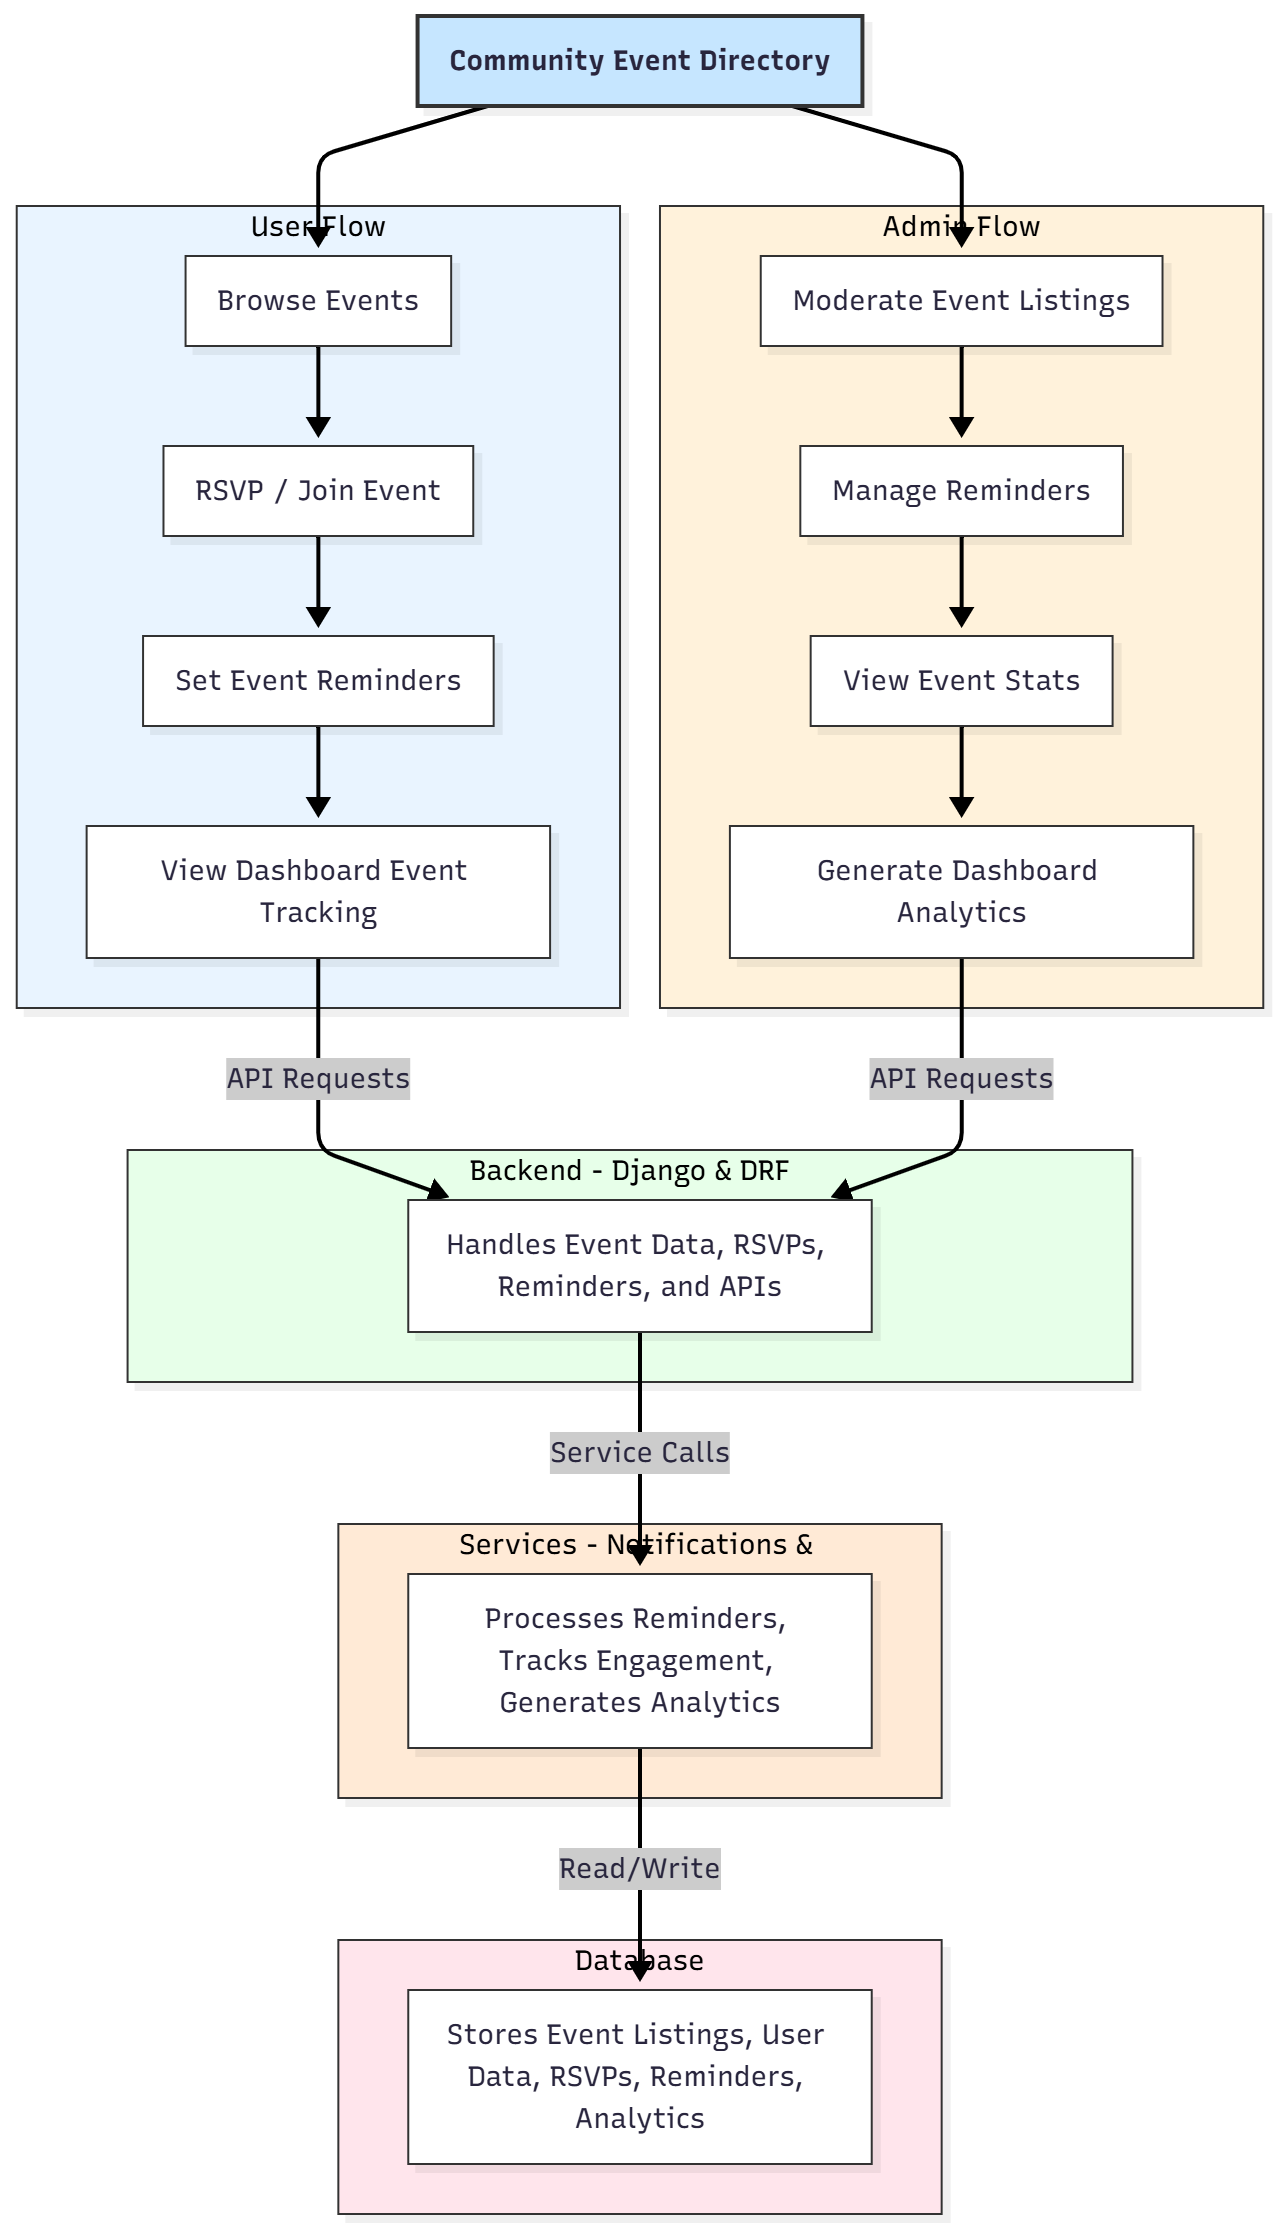 Community Event Directory
User Flow
Browse Events
RSVP / Join Event
Set Event Reminders
View Dashboard Event
Tracking
Admin Flow
Moderate Event Listings
Manage Reminders
View Event Stats
Generate Dashboard
Analytics
API Requests
API Requests
Backend - Django & DRF
Handles Event Data, RSVPs,
Reminders, and APIs
Service Calls
Services - Notifications &
Processes Reminders,
Tracks Engagement,
Generates Analytics
Read/Write
Database
Stores Event Listings, User
Data, RSVPs, Reminders,
Analytics